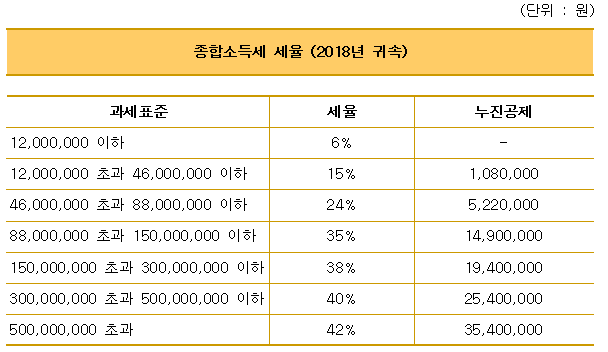 (단위 : 원)
종합소득세 세율 (2018년 귀속)
과세표준 세율 누진공제
12,000,000 이하 6% -
12,000,000 초과 46,000,000 이하 15% 1,080,000
46,000,000 초과 88,000,000 이하 24% 5,220,000
88,000,000 초과 150,000,000 이하 35% 14,900,000
150,000,000 초과 300,000,000 이하 38% 19,400,000
300,000,000 초과 500,000,000 이하 40% 25,400,000
500,000,000 초과 42% 35,400,000